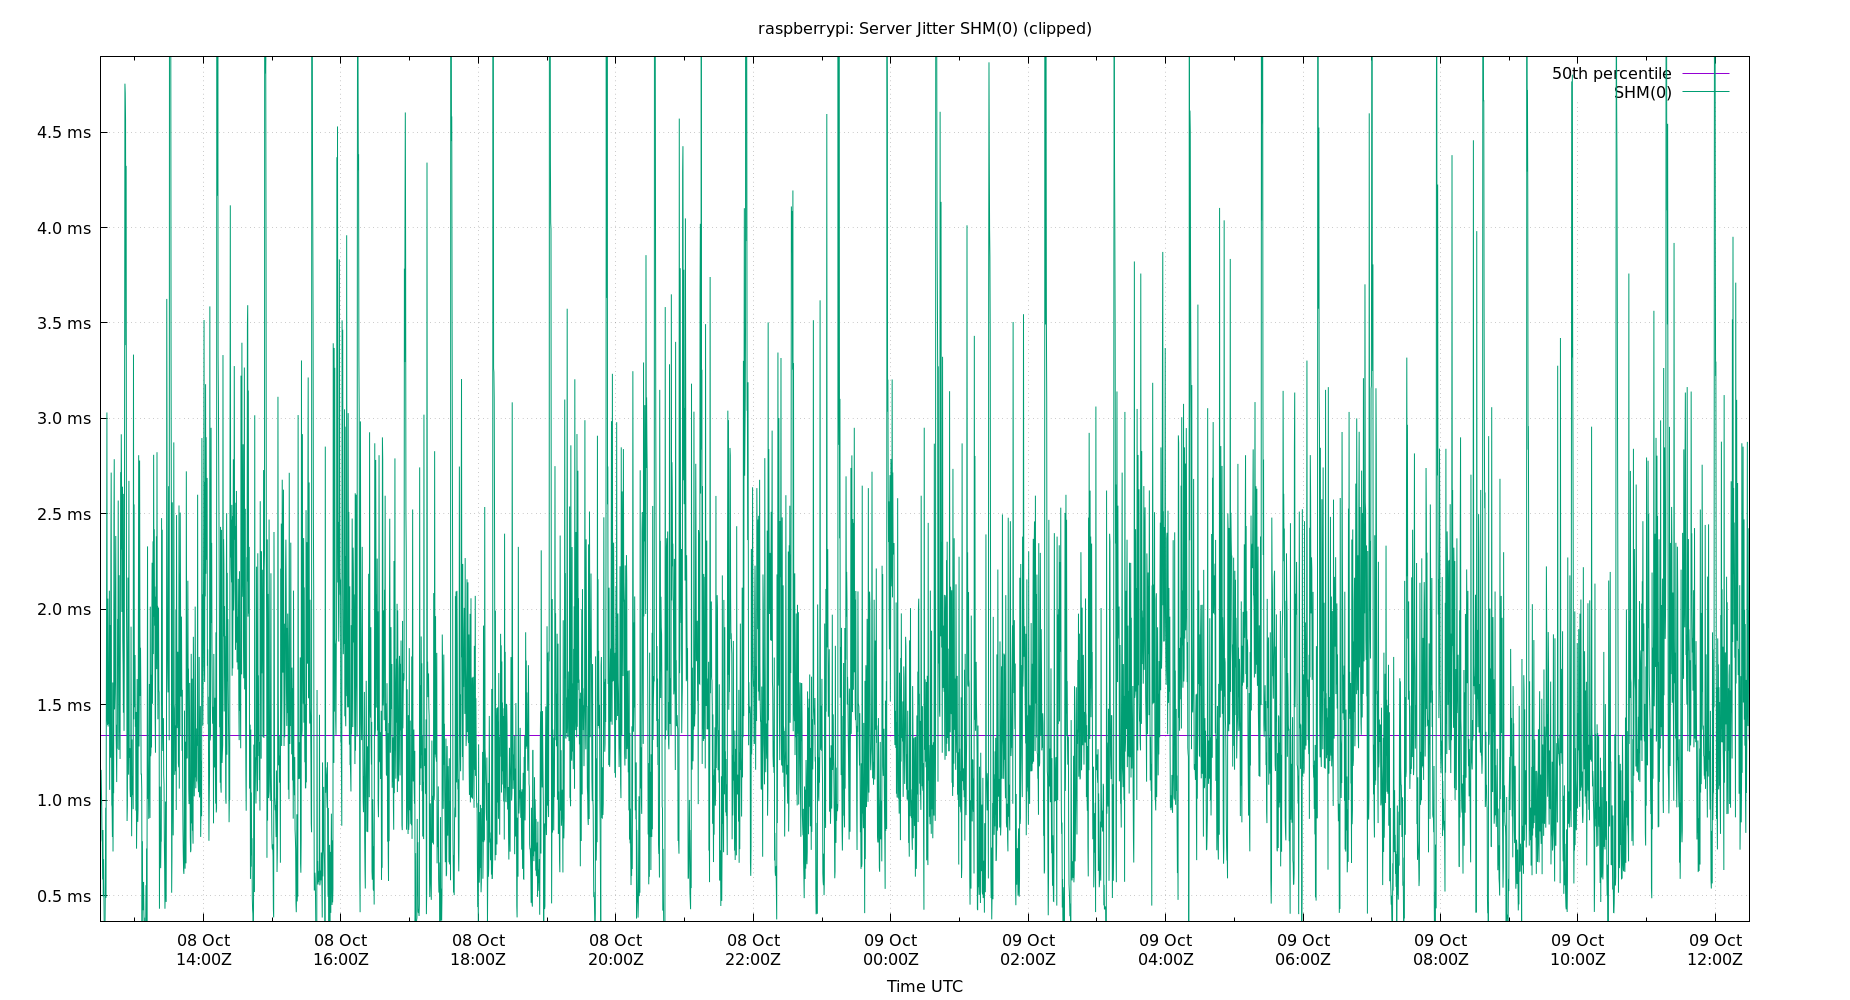 raspberrypi: Server Jitter SHM(0) (clipped)
50th percentile
SHM(0)
4.5 ms
4.0 ms
3.5 ms
3.0 ms
2.5 ms
2.0 ms
1.5 ms
1.0 ms
0.5 ms
08 Oct 08 Oct 08 Oct 08 Oct 08 Oct 09 Oct 09 Oct 09 Oct 09 Oct 09 Oct 09 Oct 09 Oct
14:00Z 16:00Z 18:00Z 20:00Z 22:00Z 00:00Z 02:00Z 04:00Z 06:00Z 08:00Z 10:00Z 12:00Z
Time UTC